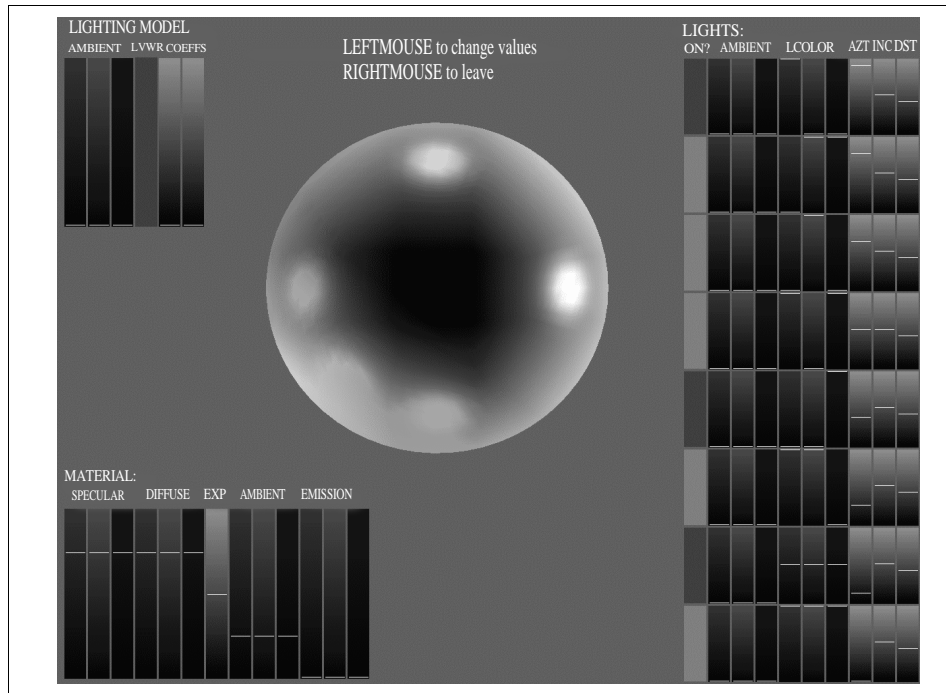 LIGHTING MODEL
AMBIENT LVWR COEFFS
LEFTMOUSE to change values
RIGHTMOUSE to leave
LIGHTS:
ON? AMBIENT LCOLOR AZT INC DST
MATERIAL:
SPECULAR DIFFUSE EXP AMBIENT EMISSION